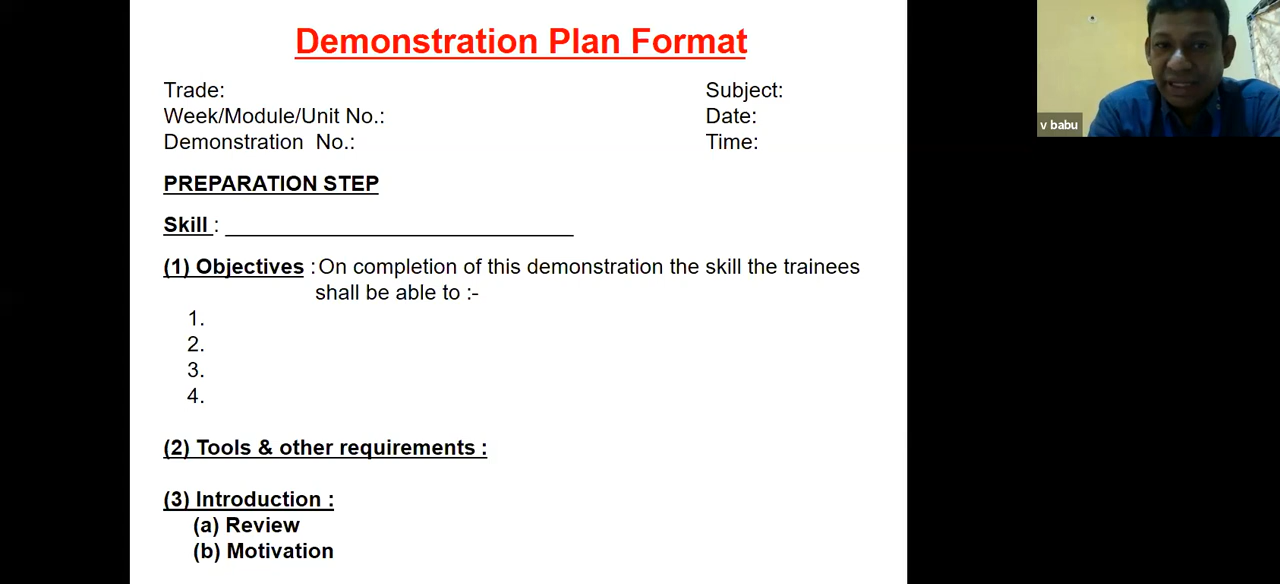 Demonstration Plan Format
Trade:
Subject:
Week/Module/Unit No.:
Date:
Demonstration No.:
Time:
PREPARATION STEP
Skill : ______________________________
(1) Objectives : On completion of this demonstration the skill the trainees
shall be able to :-
1.
2.
3.
4.
(2) Tools & other requirements :
(3) Introduction :
(a) Review
(b) Motivation
v babu